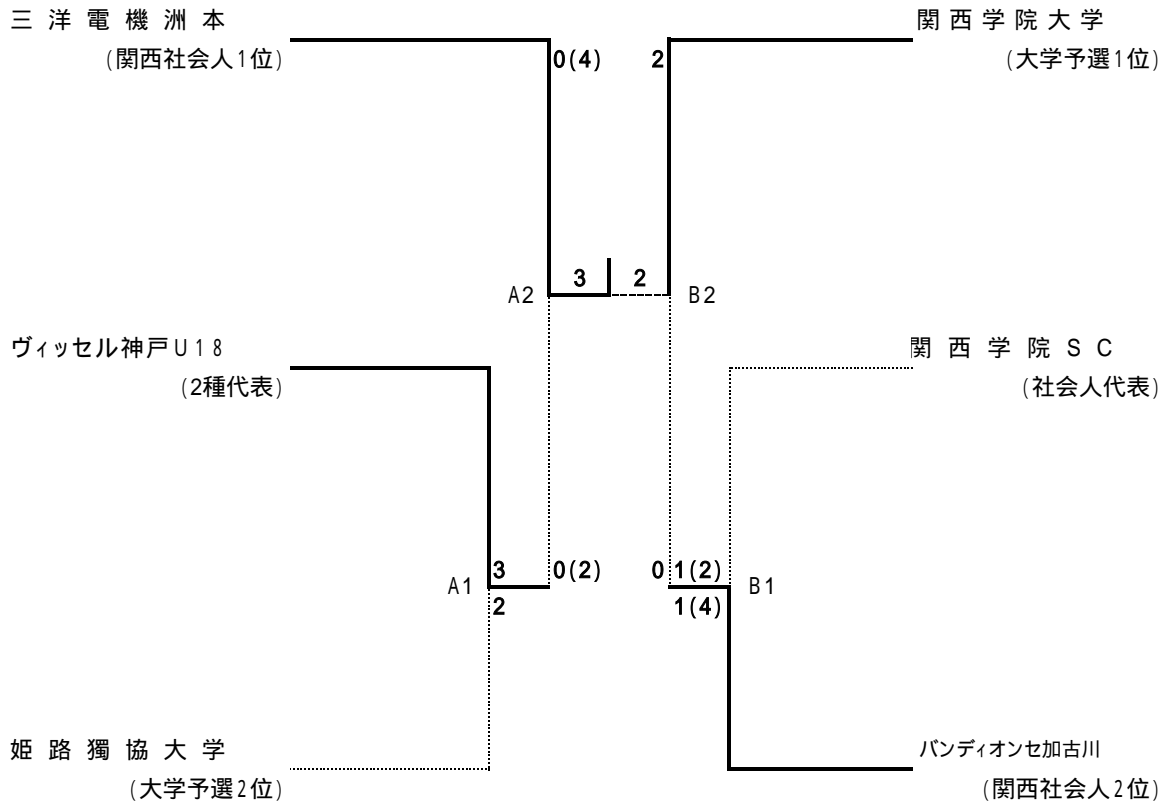 三洋電機洲本
(関西社会人1位)
関西学院大学
(大学予選1位)
0(4)
2
3
2
A2
B2
ヴィッセル神戸U18
(2種代表)
関西学院SC
(社会人代表)
A1
3
0(2)
0
1(2)
B1
2
1(4)
姫路獨協大学
(大学予選2位)
バンディオンセ加古川
(関西社会人2位)